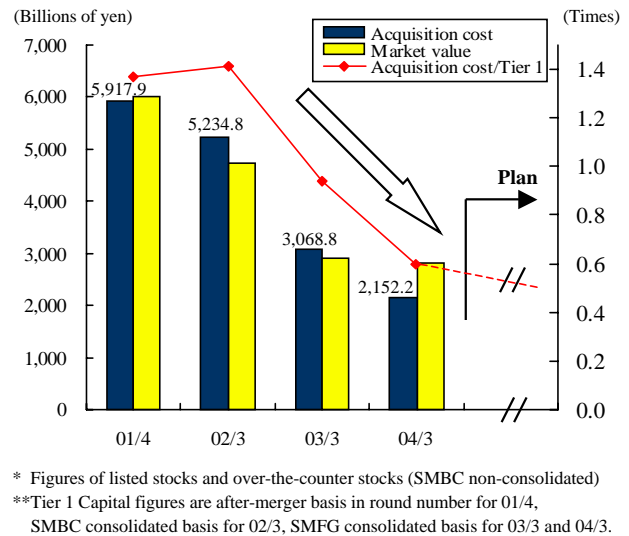 (Billions of yen)
(Times)
Acquisition cost
Market value
Acquisition cost/Tier 1
7,000
6,000
5,000
4,000
3,000
2,000
1,000
0
5,917.9
5,234.8
3,068.8
2,152.2
Plan
1.4
1.2
1.0
0.8
0.6
0.4
0.2
0.0
01/4
02/3
03/3
04/3
* Figures of listed stocks and over-the-counter stocks (SMBC non-consolidated)
**Tier 1 Capital figures are after-merger basis in round number for 01/4,
SMBC consolidated basis for 02/3, SMFG consolidated basis for 03/3 and 04/3.